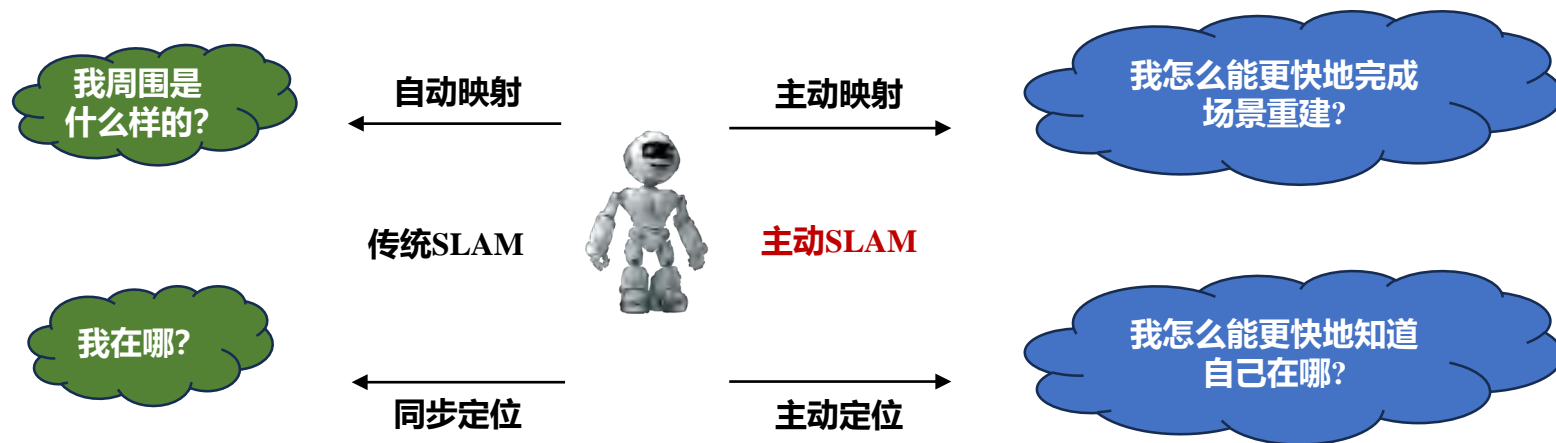 我周围是
什么样的?
自动映射
主动映射
我怎么能更快地完成
场景重建?
传统SLAM
主动SLAM
我在哪?
同步定位
主动定位
我怎么能更快地知道
自己在哪?